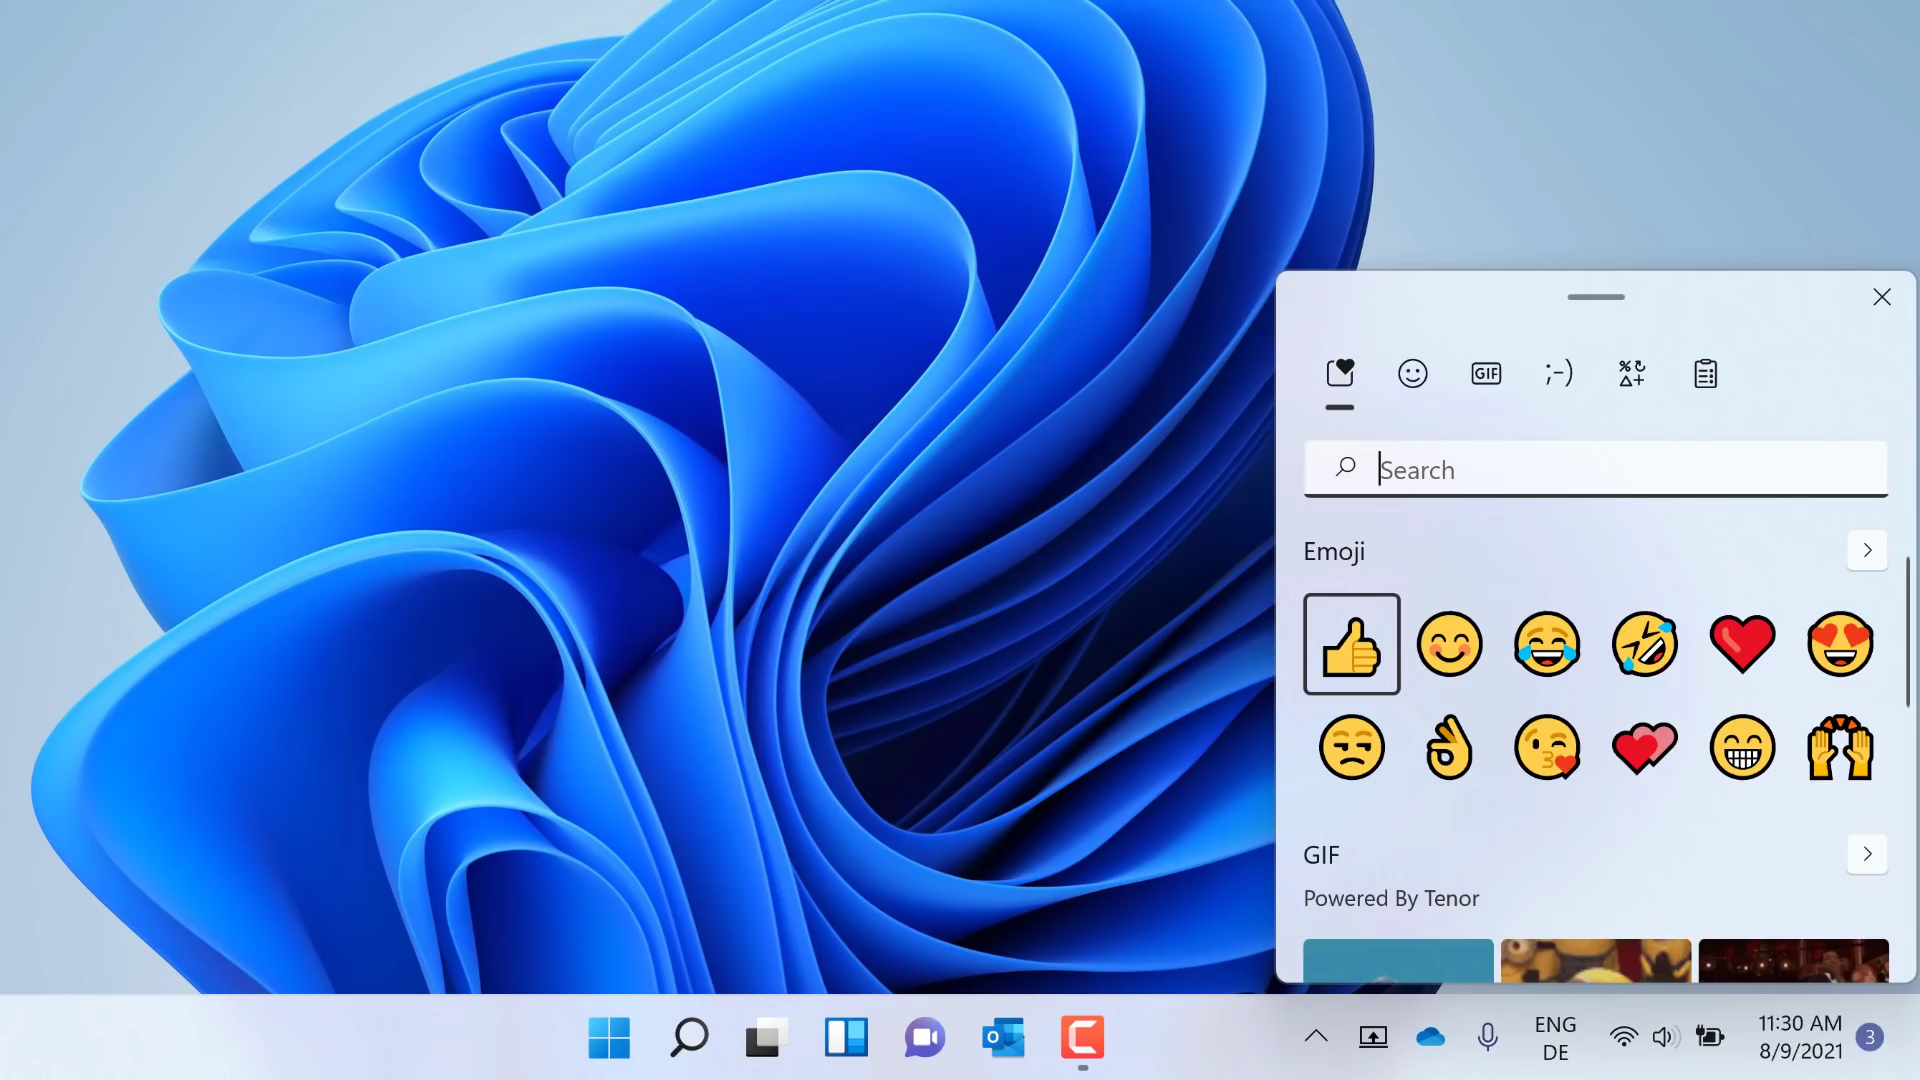 GIF
;-)
Search
Emoji
GIF
Powered By Tenor
ENG
DE
11:30 AM
8/9/2021
3